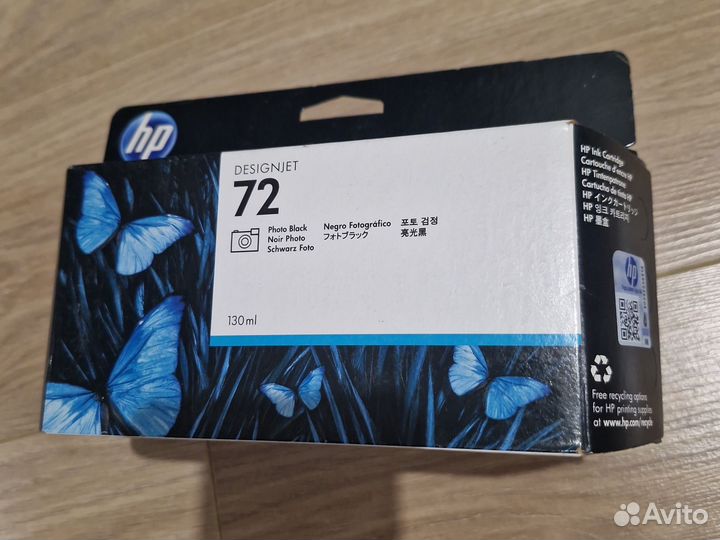 hp
DESIGNJET
72
Photo Black
Noir Photo
Schwarz Foto
Negro Fotográfico
フォトブラック
포토 검정
亮光黑
130ml
HP Ink Cartridge
Cartouche d'encre HP
HP Tintenpatrone
Cartucho de tinta HP
HP インクカートリッジ
HP 잉크 카트리지
HP 墨盒
hp
Free recycling options
for HP printing supplies
at www.hp.com/recycle
Avito